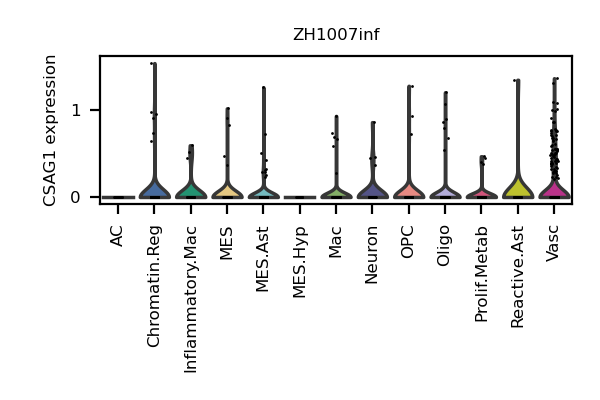 ZH1007inf
CSAG1 expression
1
0
AC
Chromatin.Reg
Inflammatory.Mac
MES
MES.Ast
MES.Hyp
Mac
Neuron
OPC
Oligo
Prolif.Metab
Reactive.Ast
Vasc